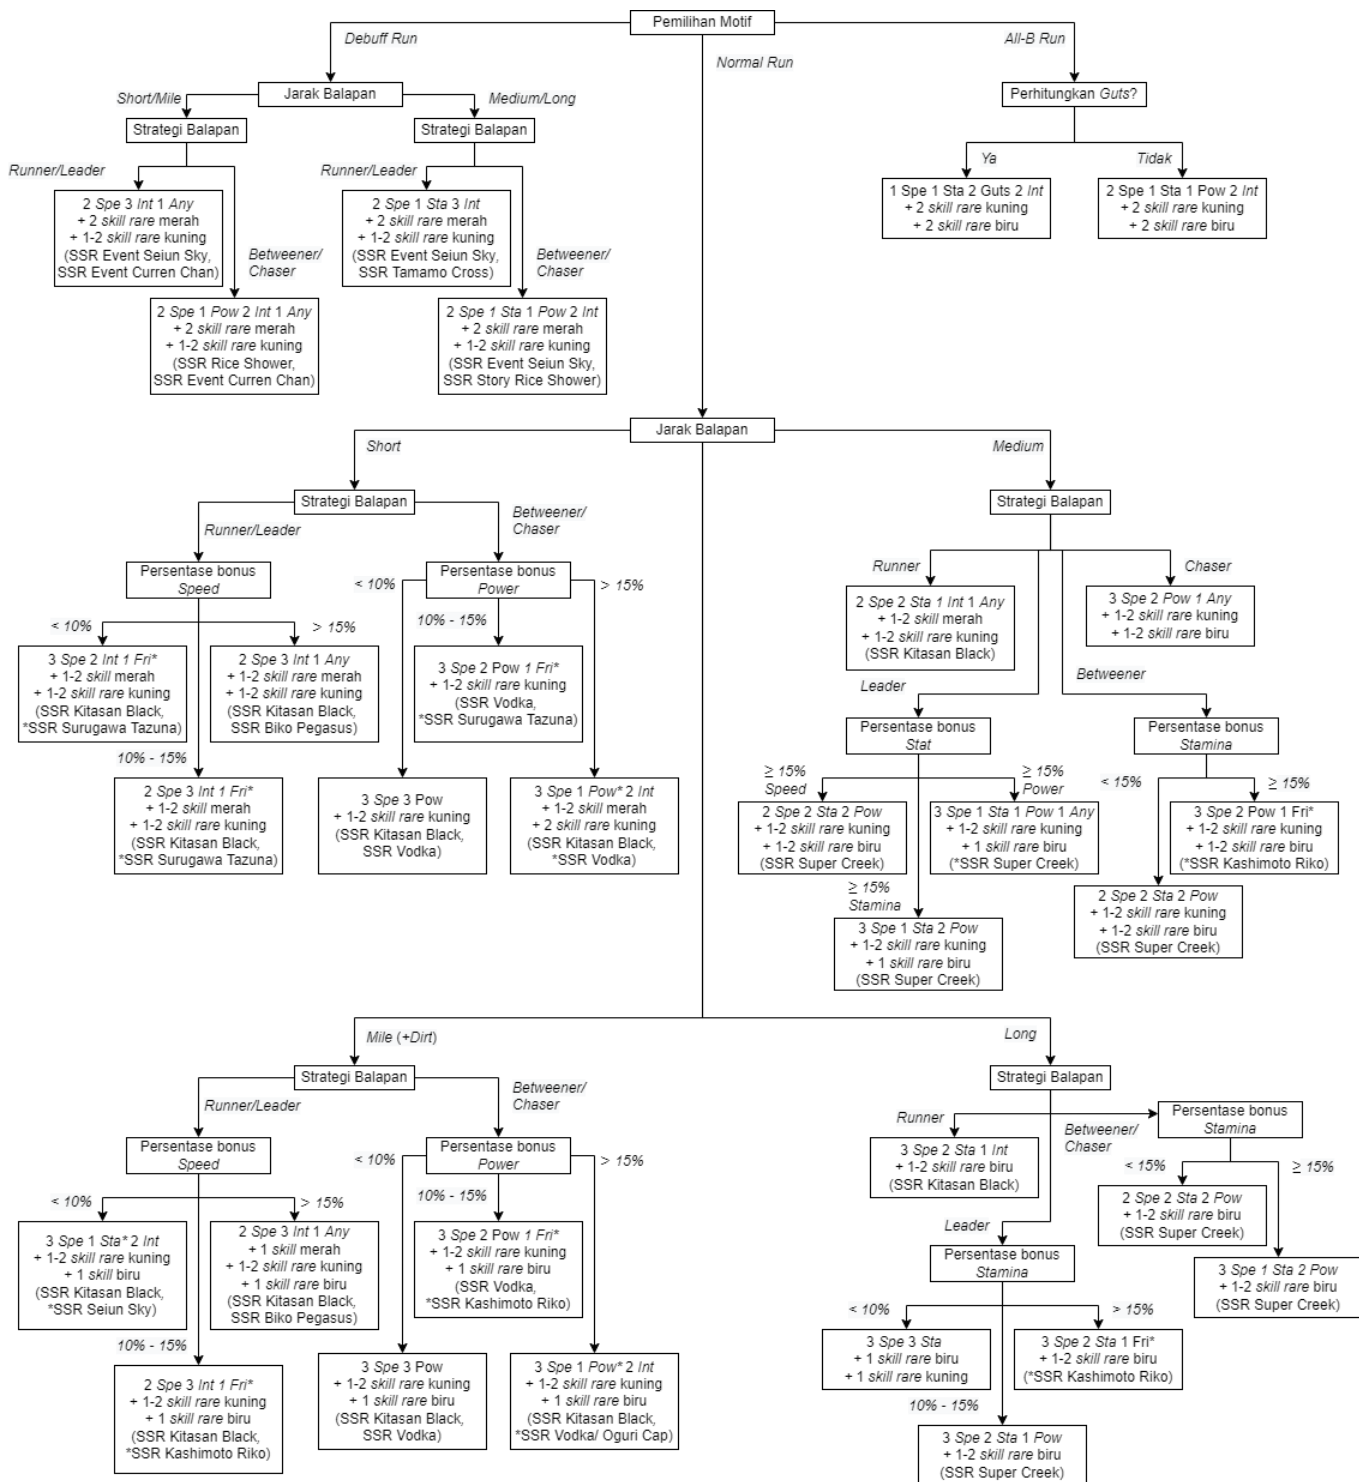 Pemilihan Motif
Debuff Run
Normal Run
All-B Run
Jarak Balapan
Short/Mile
Medium/Long
Strategi Balapan
Runner/Leader
2 Spe 3 Int 1 Any
+ 2 skill rare merah
+ 1-2 skill rare kuning
(SSR Event Seiun Sky,
SSR Event Curren Chan)
Betweener/
Chaser
2 Spe 1 Pow 2 Int 1 Any
+ 2 skill rare merah
+ 1-2 skill rare kuning
(SSR Rice Shower,
SSR Event Curren Chan)
Strategi Balapan
Runner/Leader
2 Spe 1 Sta 3 Int
+ 2 skill rare merah
+ 1-2 skill rare kuning
(SSR Event Seiun Sky,
SSR Tamamo Cross)
Betweener/
Chaser
2 Spe 1 Sta 1 Pow 2 Int
+ 2 skill rare merah
+ 1-2 skill rare kuning
(SSR Event Seiun Sky,
SSR Story Rice Shower)
Perhitungkan Guts?
Ya
1 Spe 1 Sta 2 Guts 2 Int
+ 2 skill rare kuning
+ 2 skill rare biru
Tidak
2 Spe 1 Sta 1 Pow 2 Int
+ 2 skill rare kuning
+ 2 skill rare biru
Jarak Balapan
Short
Strategi Balapan
Runner/Leader
Persentase bonus
Speed
< 10%
3 Spe 2 Int 1 Fri*
+ 1-2 skill merah
+ 1-2 skill rare kuning
(SSR Kitasan Black,
*SSR Surugawa Tazuna)
> 15%
2 Spe 3 Int 1 Any
+ 1-2 skill rare merah
+ 1-2 skill rare kuning
(SSR Kitasan Black,
SSR Biko Pegasus)
10% - 15%
2 Spe 3 Int 1 Fri*
+ 1-2 skill merah
+ 1-2 skill rare kuning
(SSR Kitasan Black,
*SSR Surugawa Tazuna)
Betweener/
Chaser
Persentase bonus
Power
< 10%
3 Spe 3 Pow
+ 1-2 skill rare kuning
(SSR Kitasan Black,
SSR Vodka)
10% - 15%
3 Spe 2 Pow 1 Fri*
+ 1-2 skill rare kuning
(SSR Vodka,
*SSR Surugawa Tazuna)
> 15%
3 Spe 1 Pow* 2 Int
+ 1-2 skill merah
+ 2 skill rare kuning
(SSR Kitasan Black,
*SSR Vodka)
Medium
Strategi Balapan
Runner
2 Spe 2 Sta 1 Int 1 Any
+ 1-2 skill merah
+ 1-2 skill rare kuning
(SSR Kitasan Black)
Chaser
3 Spe 2 Pow 1 Any
+ 1-2 skill rare kuning
+ 1-2 skill rare biru
Leader
Persentase bonus
Stat
≥ 15%
Speed
2 Spe 2 Sta 2 Pow
+ 1-2 skill rare kuning
+ 1-2 skill rare biru
(SSR Super Creek)
≥ 15%
Power
3 Spe 1 Sta 1 Pow 1 Any
+ 1-2 skill rare kuning
+ 1 skill rare biru
(*SSR Super Creek)
≥ 15%
Stamina
3 Spe 1 Sta 2 Pow
+ 1-2 skill rare kuning
+ 1 skill rare biru
(SSR Super Creek)
Betweener
Persentase bonus
Stamina
< 15%
2 Spe 2 Sta 2 Pow
+ 1-2 skill rare kuning
+ 1-2 skill rare biru
(SSR Super Creek)
≥ 15%
3 Spe 2 Pow 1 Fri*
+ 1-2 skill rare kuning
+ 1-2 skill rare biru
(*SSR Kashimoto Riko)
Mile (+Dirt)
Strategi Balapan
Runner/Leader
Persentase bonus
Speed
< 10%
3 Spe 1 Sta* 2 Int
+ 1-2 skill rare kuning
+ 1 skill biru
(SSR Kitasan Black,
*SSR Seiun Sky)
> 15%
2 Spe 3 Int 1 Any
+ 1 skill merah
+ 1-2 skill rare kuning
+ 1 skill rare biru
(SSR Kitasan Black,
SSR Biko Pegasus)
10% - 15%
2 Spe 3 Int 1 Fri*
+ 1-2 skill rare kuning
+ 1 skill rare biru
(SSR Kitasan Black,
*SSR Kashimoto Riko)
Betweener/
Chaser
Persentase bonus
Power
< 10%
3 Spe 3 Pow
+ 1-2 skill rare kuning
+ 1 skill rare biru
(SSR Kitasan Black,
SSR Vodka)
10% - 15%
3 Spe 2 Pow 1 Fri*
+ 1-2 skill rare kuning
+ 1 skill rare biru
(SSR Vodka,
*SSR Kashimoto Riko)
> 15%
3 Spe 1 Pow* 2 Int
+ 1-2 skill rare kuning
+ 1 skill rare biru
(SSR Kitasan Black,
*SSR Vodka/ Oguri Cap)
Long
Strategi Balapan
Runner
3 Spe 2 Sta 1 Int
+ 1-2 skill rare biru
(SSR Kitasan Black)
Betweener/
Chaser
Persentase bonus
Stamina
< 15%
2 Spe 2 Sta 2 Pow
+ 1-2 skill rare biru
(SSR Super Creek)
≥ 15%
3 Spe 1 Sta 2 Pow
+ 1-2 skill rare biru
(SSR Super Creek)
Leader
Persentase bonus
Stamina
< 10%
3 Spe 3 Sta
+ 1 skill rare biru
+ 1 skill rare kuning
> 15%
3 Spe 2 Sta 1 Fri*
+ 1-2 skill rare biru
(*SSR Kashimoto Riko)
10% - 15%
3 Spe 2 Sta 1 Pow
+ 1-2 skill rare biru
(SSR Super Creek)